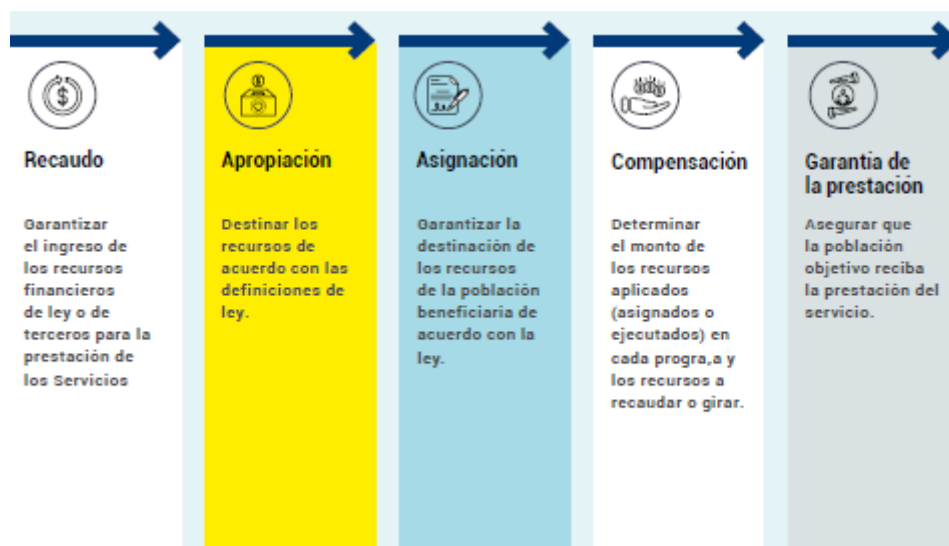 Recaudo
Garantizar
el ingreso de
los recursos
financieros
de ley o de
terceros para la
prestación de
los Servicios
Apropiación
Destinar los
recursos de
acuerdo con las
definiciones de
ley.
Asignación
Garantizar la
destinación de
los recursos
de la población
beneficiaria de
acuerdo con la
ley.
Compensación
Determinar
el monto de
los recursos
aplicados
(asignados o
ejecutados) en
cada progra,a y
los recursos a
recaudar o girar.
Garantía de
la prestación
Asegurar que
la población
objetivo reciba
la prestación del
servicio.